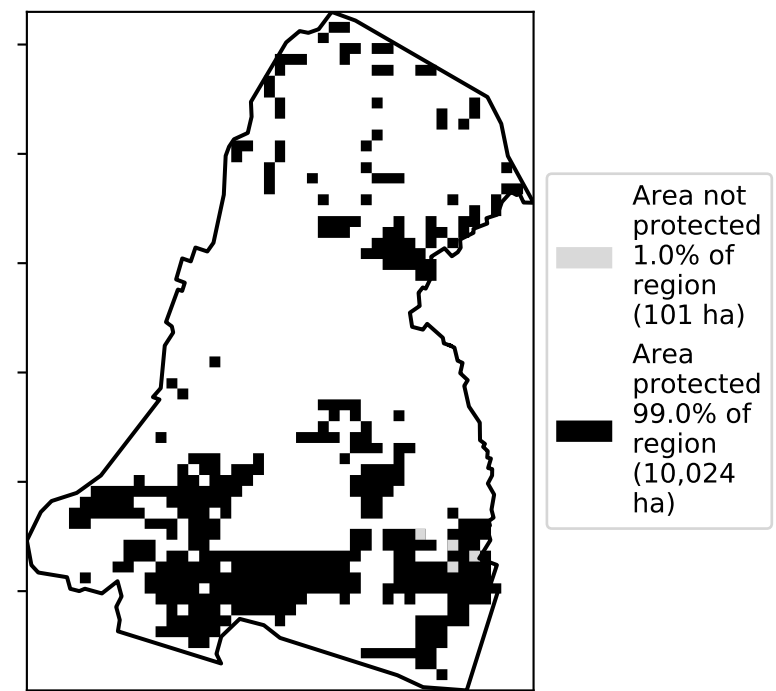 Area not
protected
1.0% of
region
(101 ha)
Area
protected
99.0% of
region
(10,024
ha)